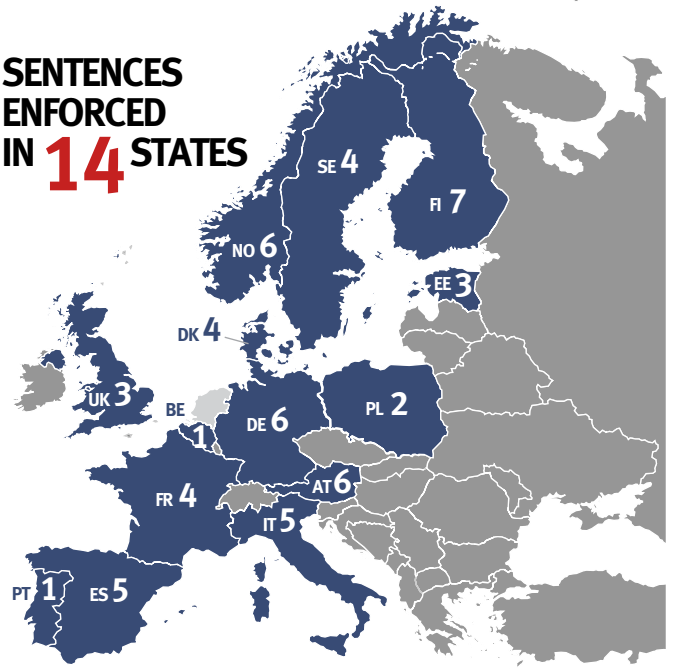 SENTENCES
ENFORCED
IN 14 STATES
SE 4
FI 7
NO 6
EE 3
DK 4
UK 3
BE 1
DE 6
PL 2
FR 4
AT 6
IT 5
PT 1
ES 5